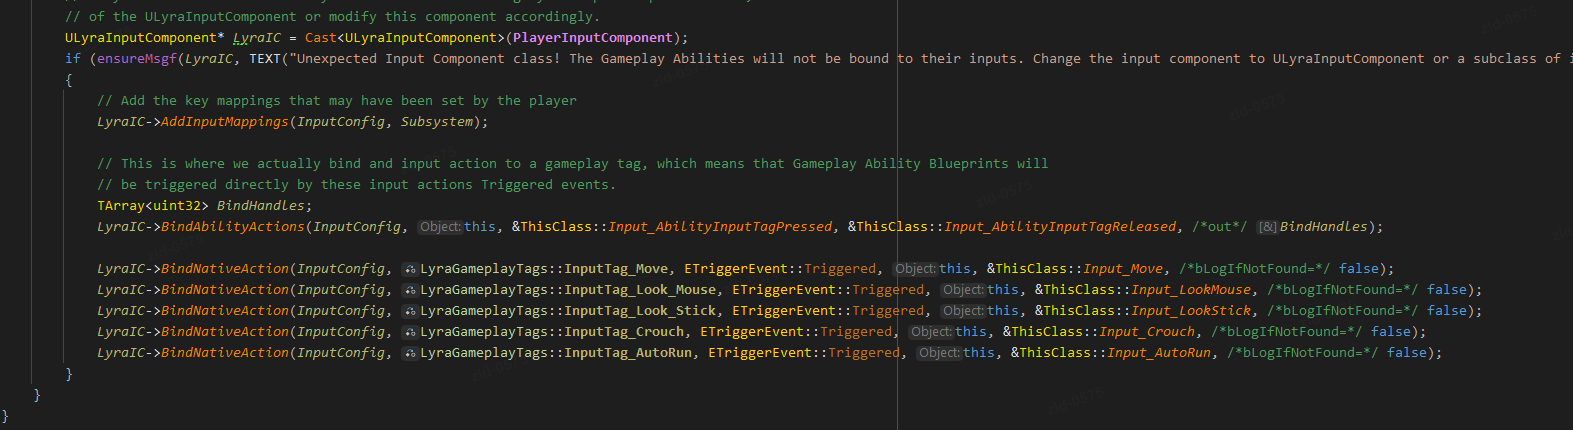 // of the ULyraInputComponent or modify this component accordingly.
ULyraInputComponent* LyraIC = Cast<ULyraInputComponent>(PlayerInputComponent);
if (ensureMsgf(LyraIC, TEXT("Unexpected Input Component class! The Gameplay Abilities will not be bound to their inputs. Change the input component to ULyraInputComponent or a subclass of i
{
// Add the key mappings that may have been set by the player
LyraIC->AddInputMappings(InputConfig, Subsystem);
// This is where we actually bind and input action to a gameplay tag, which means that Gameplay Ability Blueprints will
// be triggered directly by these input actions Triggered events.
TArray<uint32> BindHandles;
LyraIC->BindAbilityActions(InputConfig, Object:this, &ThisClass::Input_AbilityInputTagPressed, &ThisClass::Input_AbilityInputTagReleased, /*out*/ [&]BindHandles);
LyraIC->BindNativeAction(InputConfig, LyraGameplayTags::InputTag_Move, ETriggerEvent::Triggered, Object:this, &ThisClass::Input_Move, /*bLogIfNotFound=*/ false);
LyraIC->BindNativeAction(InputConfig, LyraGameplayTags::InputTag_Look_Mouse, ETriggerEvent::Triggered, Object:this, &ThisClass::Input_LookMouse, /*bLogIfNotFound=*/ false);
LyraIC->BindNativeAction(InputConfig, LyraGameplayTags::InputTag_Look_Stick, ETriggerEvent::Triggered, Object:this, &ThisClass::Input_LookStick, /*bLogIfNotFound=*/ false);
LyraIC->BindNativeAction(InputConfig, LyraGameplayTags::InputTag_Crouch, ETriggerEvent::Triggered, Object:this, &ThisClass::Input_Crouch, /*bLogIfNotFound=*/ false);
LyraIC->BindNativeAction(InputConfig, LyraGameplayTags::InputTag_AutoRun, ETriggerEvent::Triggered, Object:this, &ThisClass::Input_AutoRun, /*bLogIfNotFound=*/ false);
}
}
}